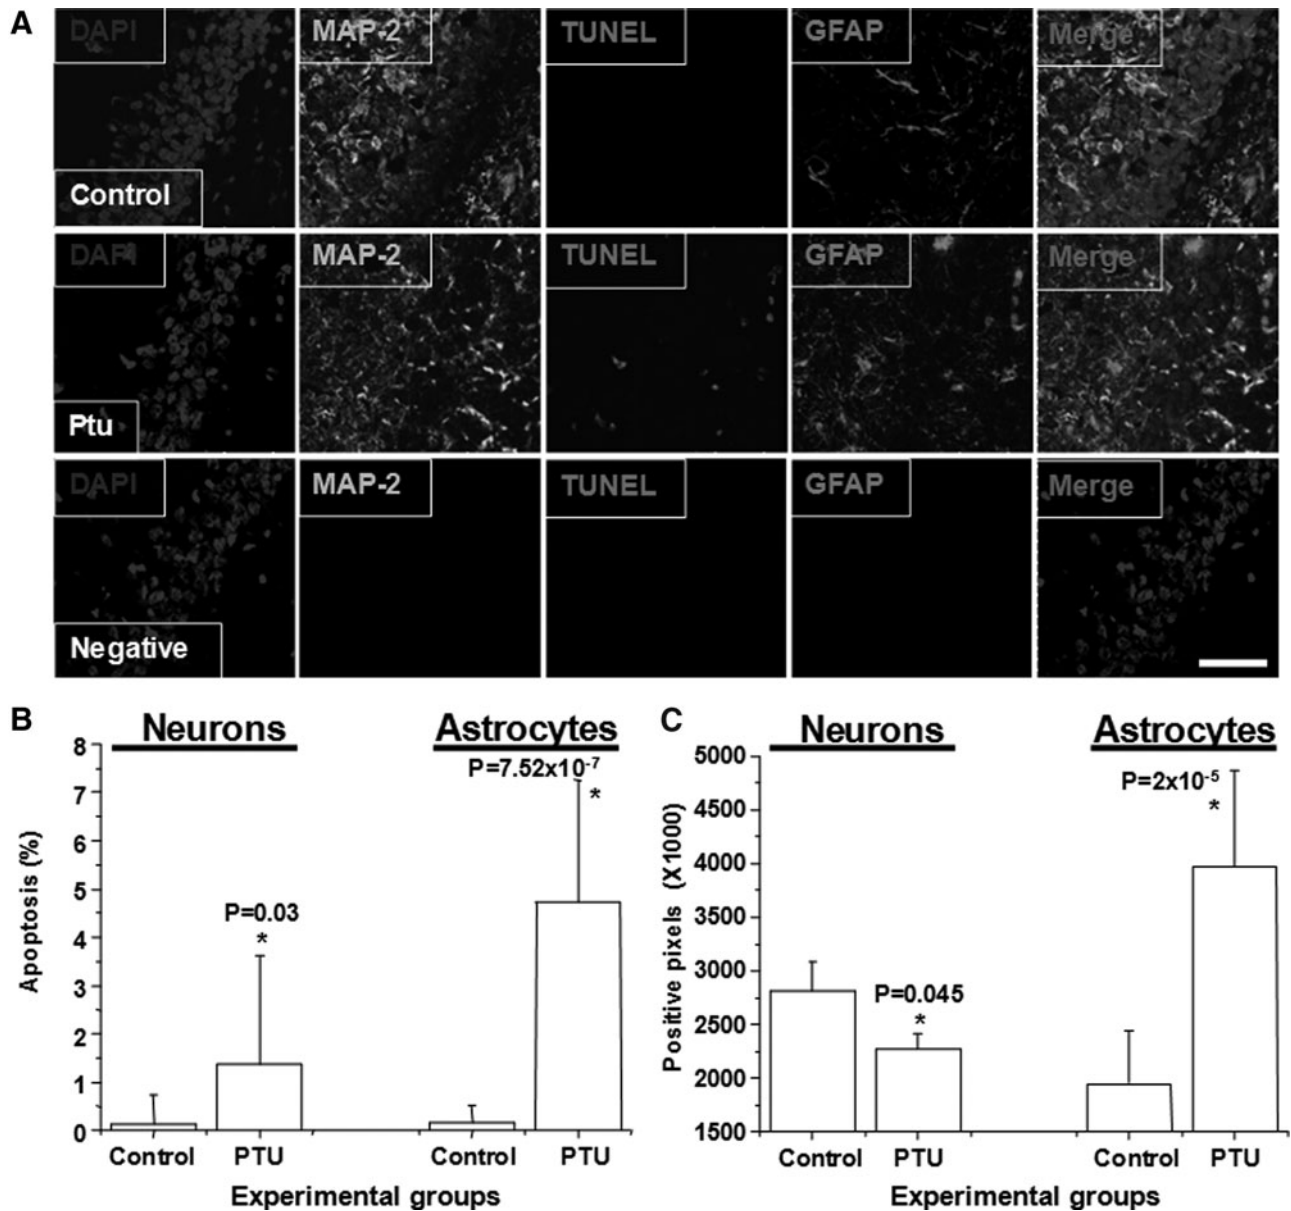 A
DAPI MAP-2 TUNEL GFAP Merge
Control
DAPI MAP-2 TUNEL GFAP Merge
Ptu
DAPI MAP-2 TUNEL GFAP Merge
Negative
B
Neurons Astrocytes
8
7
6
5
4
3
2
1
0
Apoptosis (%)
P=0.03
*
P=7.52x10-7
*
Control PTU Control PTU
Experimental groups
C
Neurons Astrocytes
5000
4500
4000
3500
3000
2500
2000
1500
Positive pixels (X1000)
P=0.045
*
P=2x10-5
*
Control PTU Control PTU
Experimental groups